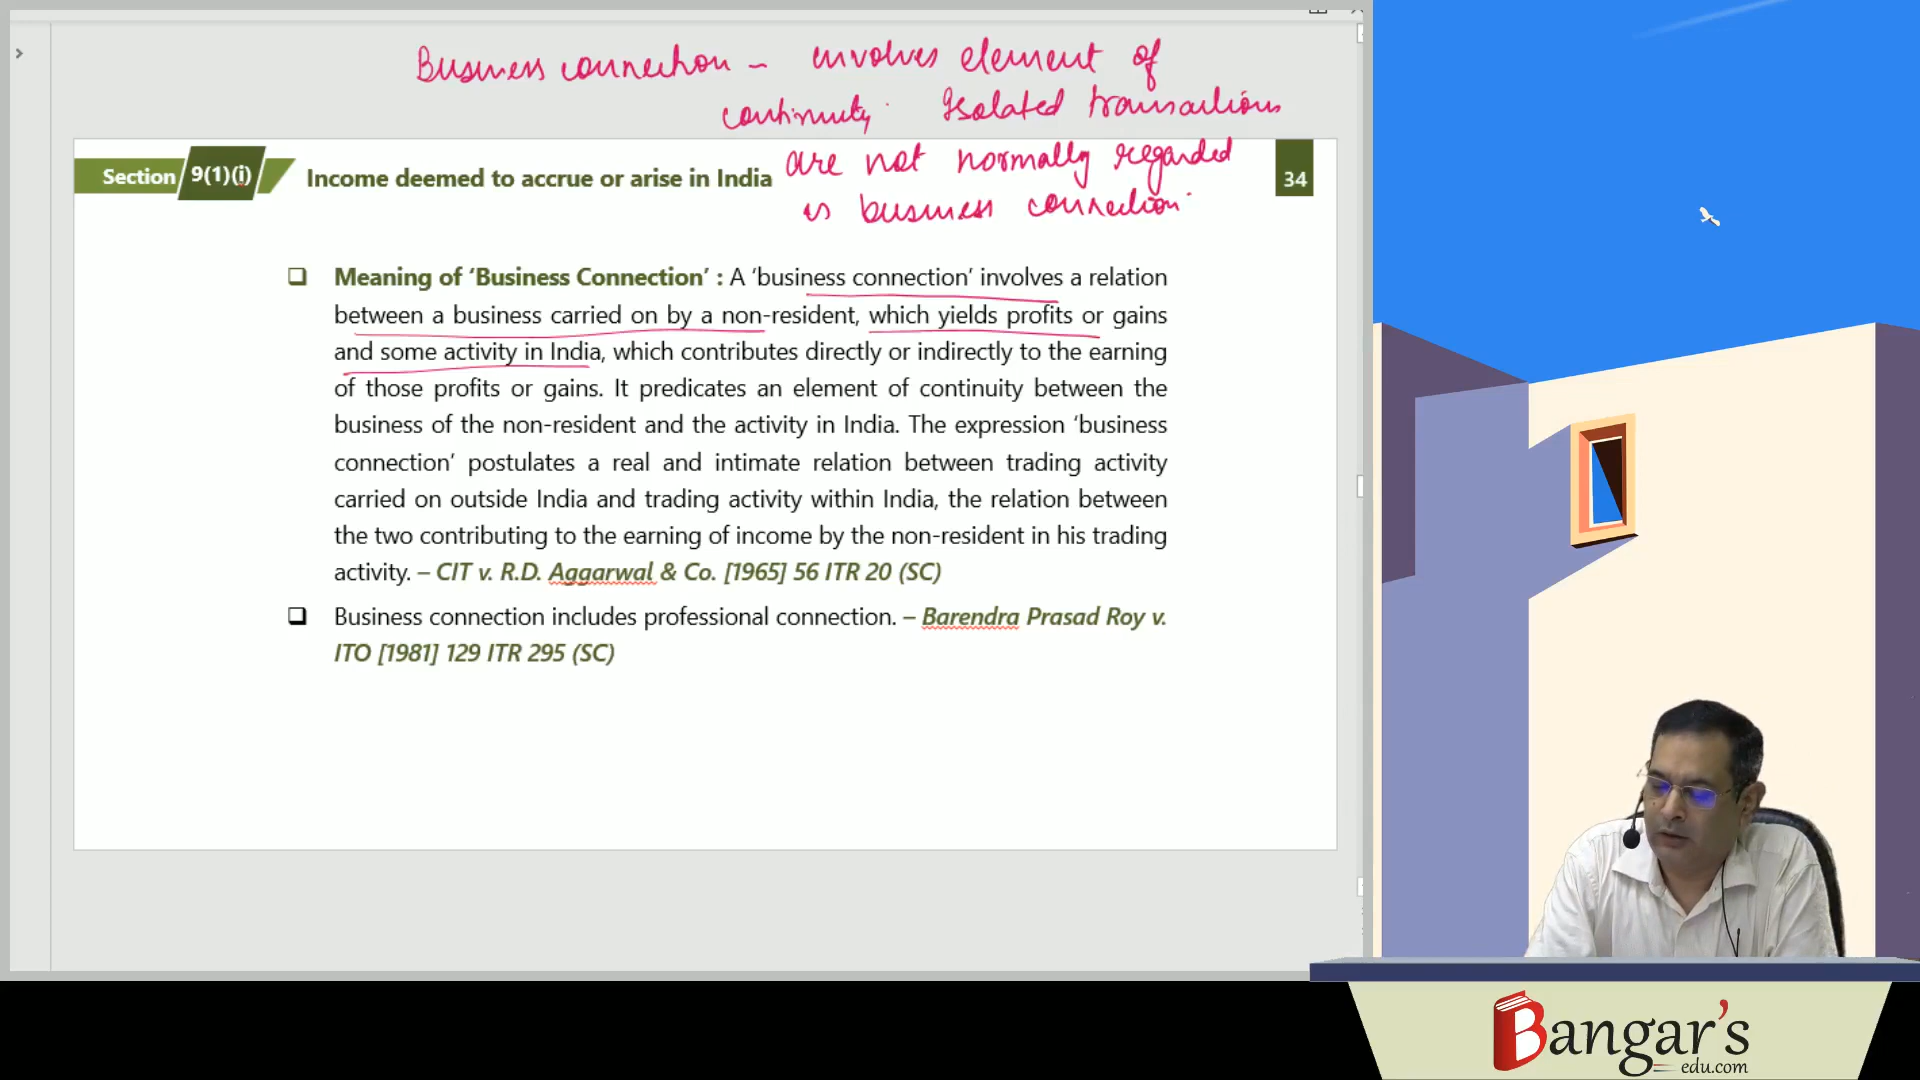 Business connection – involves element of
continuity. Isolated transactions
are not normally regarded
as business connection.
Section 9(1)(i) Income deemed to accrue or arise in India 34
❑ Meaning of ‘Business Connection’ : A ‘business connection’ involves a relation
between a business carried on by a non-resident, which yields profits or gains
and some activity in India, which contributes directly or indirectly to the earning
of those profits or gains. It predicates an element of continuity between the
business of the non-resident and the activity in India. The expression ‘business
connection’ postulates a real and intimate relation between trading activity
carried on outside India and trading activity within India, the relation between
the two contributing to the earning of income by the non-resident in his trading
activity. – CIT v. R.D. Aggarwal & Co. [1965] 56 ITR 20 (SC)
❑ Business connection includes professional connection. – Barendra Prasad Roy v.
ITO [1981] 129 ITR 295 (SC)
Bangar's
edu.com